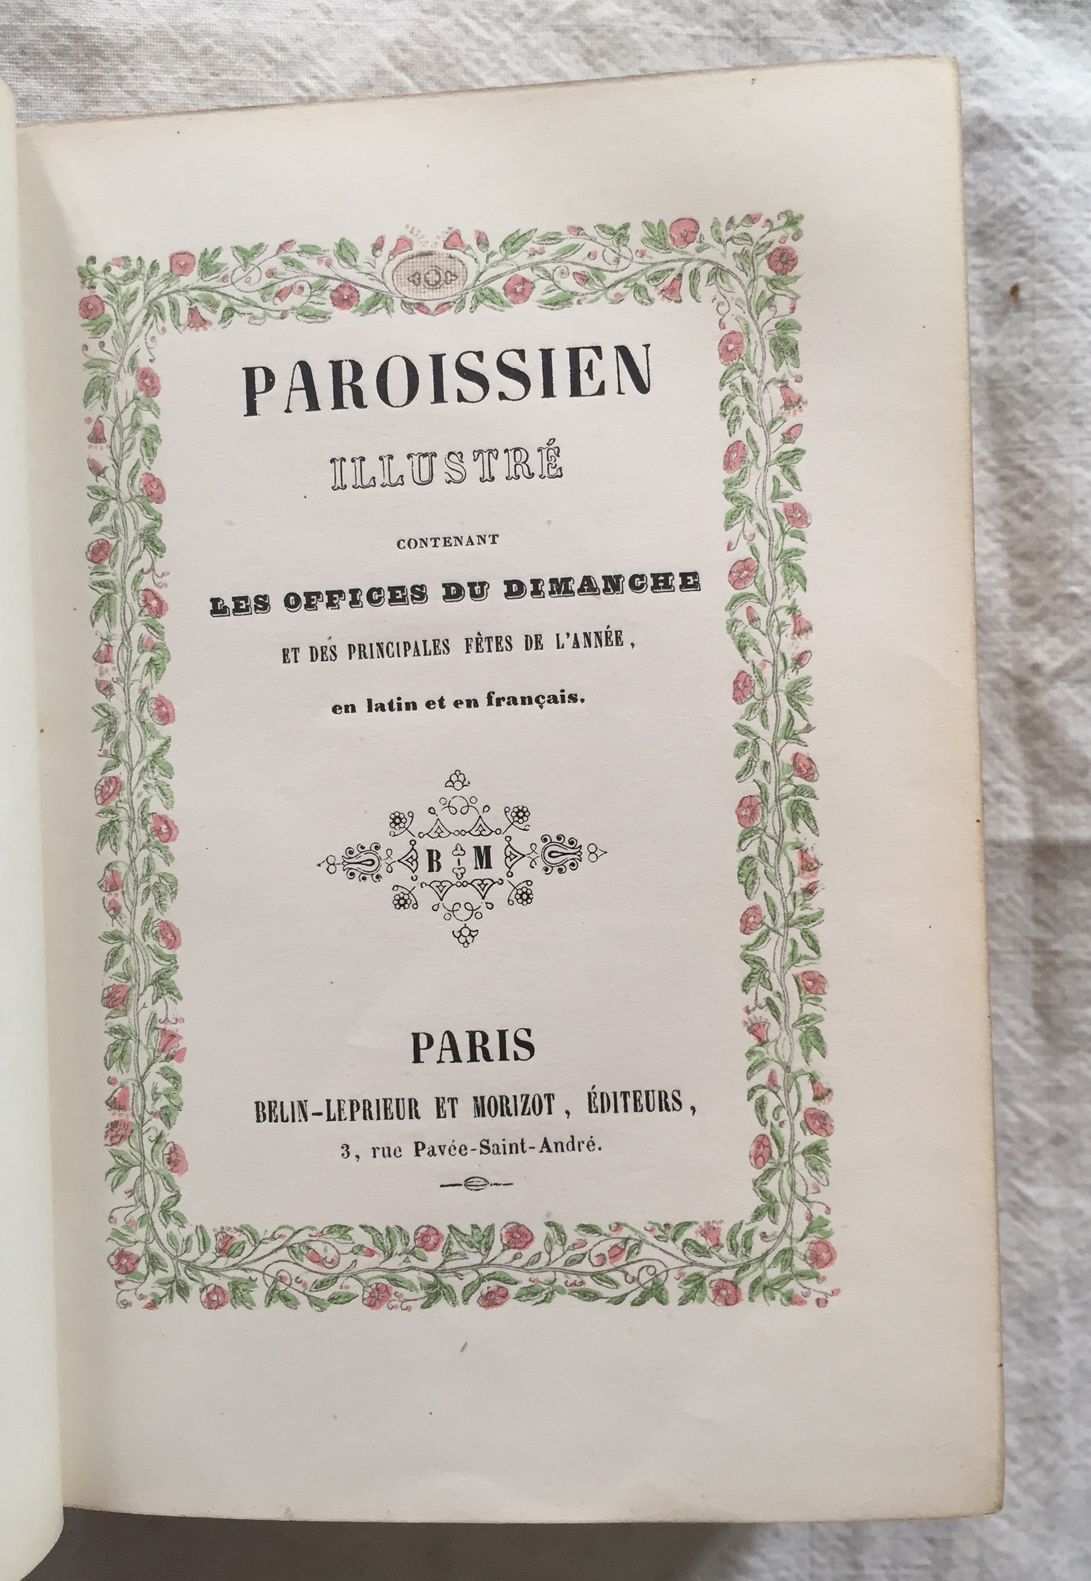 PAROISSIEN
ILLUSTRÉ
CONTENANT
LES OFFICES DU DIMANCHE
ET DES PRINCIPALES FÊTES DE L'ANNÉE,
en latin et en français.
B M
PARIS
BELIN-LEPRIEUR ET MORIZOT, ÉDITEURS,
3, rue Pavée-Saint-André.